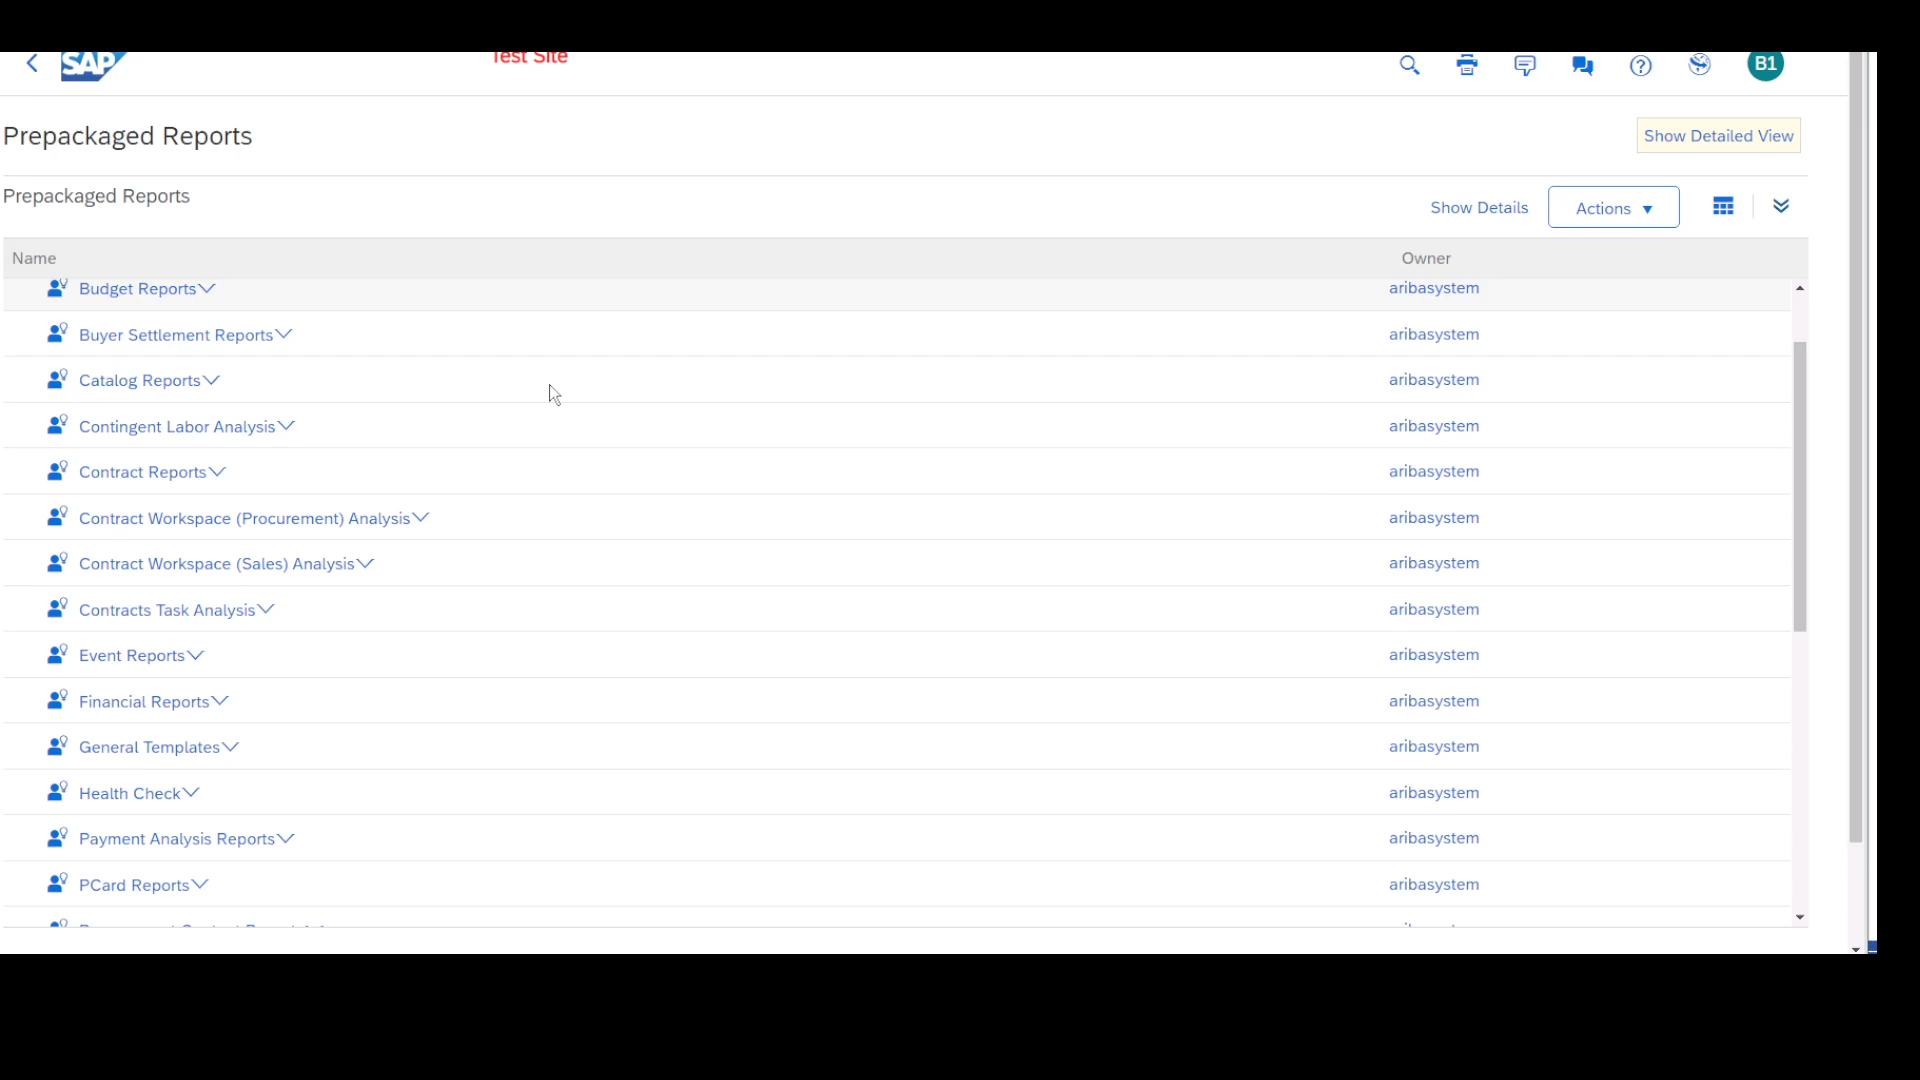 SAP
Test Site
B1
Prepackaged Reports
Show Detailed View
Prepackaged Reports
Show Details
Actions ▼
Name Owner
Budget Reports aribasystem
Buyer Settlement Reports aribasystem
Catalog Reports aribasystem
Contingent Labor Analysis aribasystem
Contract Reports aribasystem
Contract Workspace (Procurement) Analysis aribasystem
Contract Workspace (Sales) Analysis aribasystem
Contracts Task Analysis aribasystem
Event Reports aribasystem
Financial Reports aribasystem
General Templates aribasystem
Health Check aribasystem
Payment Analysis Reports aribasystem
PCard Reports aribasystem